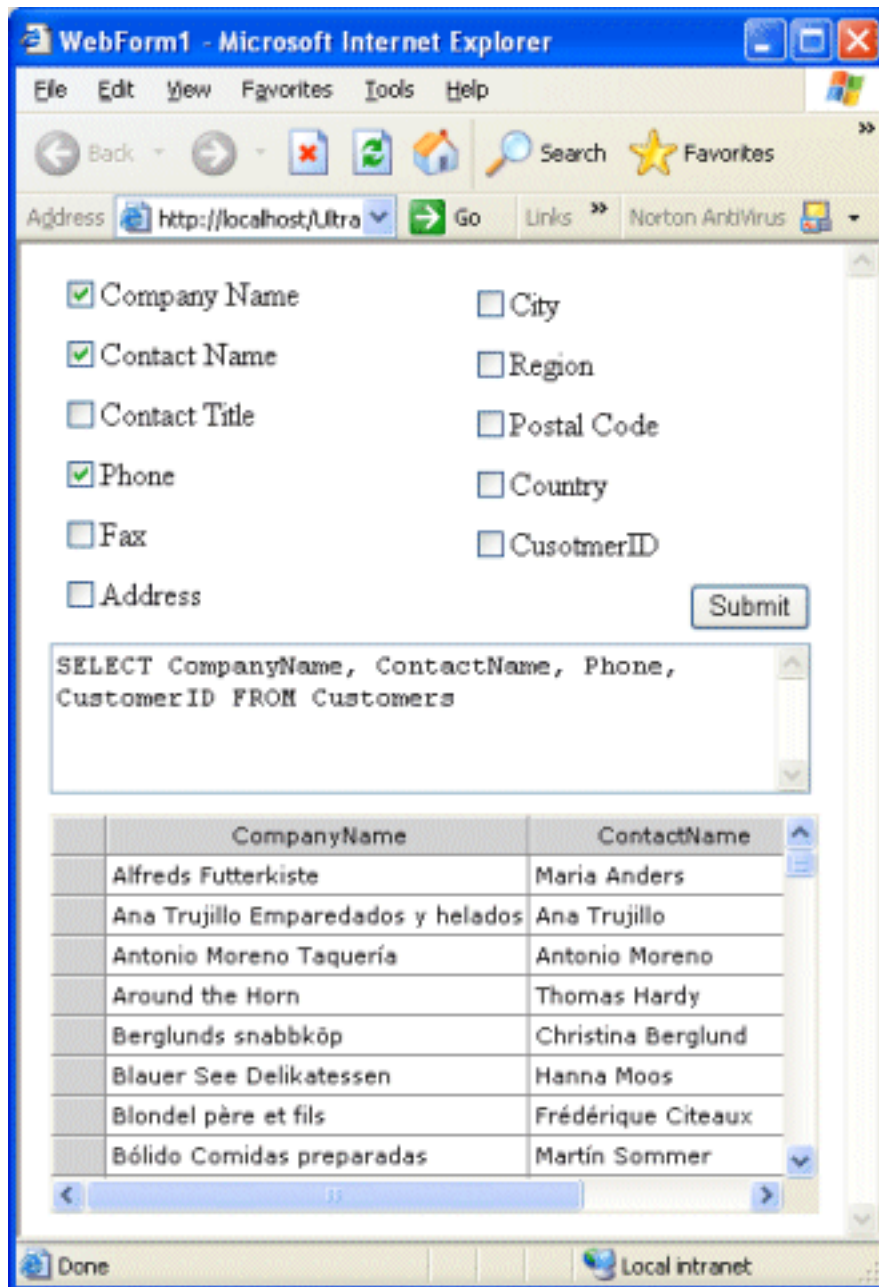 WebForm1 - Microsoft Internet Explorer
File Edit View Favorites Tools Help
Back Search Favorites
Address http://localhost/Ultra Go Links Norton AntiVirus
Company Name
Contact Name
Contact Title
Phone
Fax
Address
City
Region
Postal Code
Country
CusotmerID
Submit
SELECT CompanyName, ContactName, Phone,
CustomerID FROM Customers
CompanyName ContactName
Alfreds Futterkiste Maria Anders
Ana Trujillo Emparedados y helados Ana Trujillo
Antonio Moreno Taquería Antonio Moreno
Around the Horn Thomas Hardy
Berglunds snabbköp Christina Berglund
Blauer See Delikatessen Hanna Moos
Blondel père et fils Frédérique Citeaux
Bólido Comidas preparadas Martín Sommer
Done Local intranet